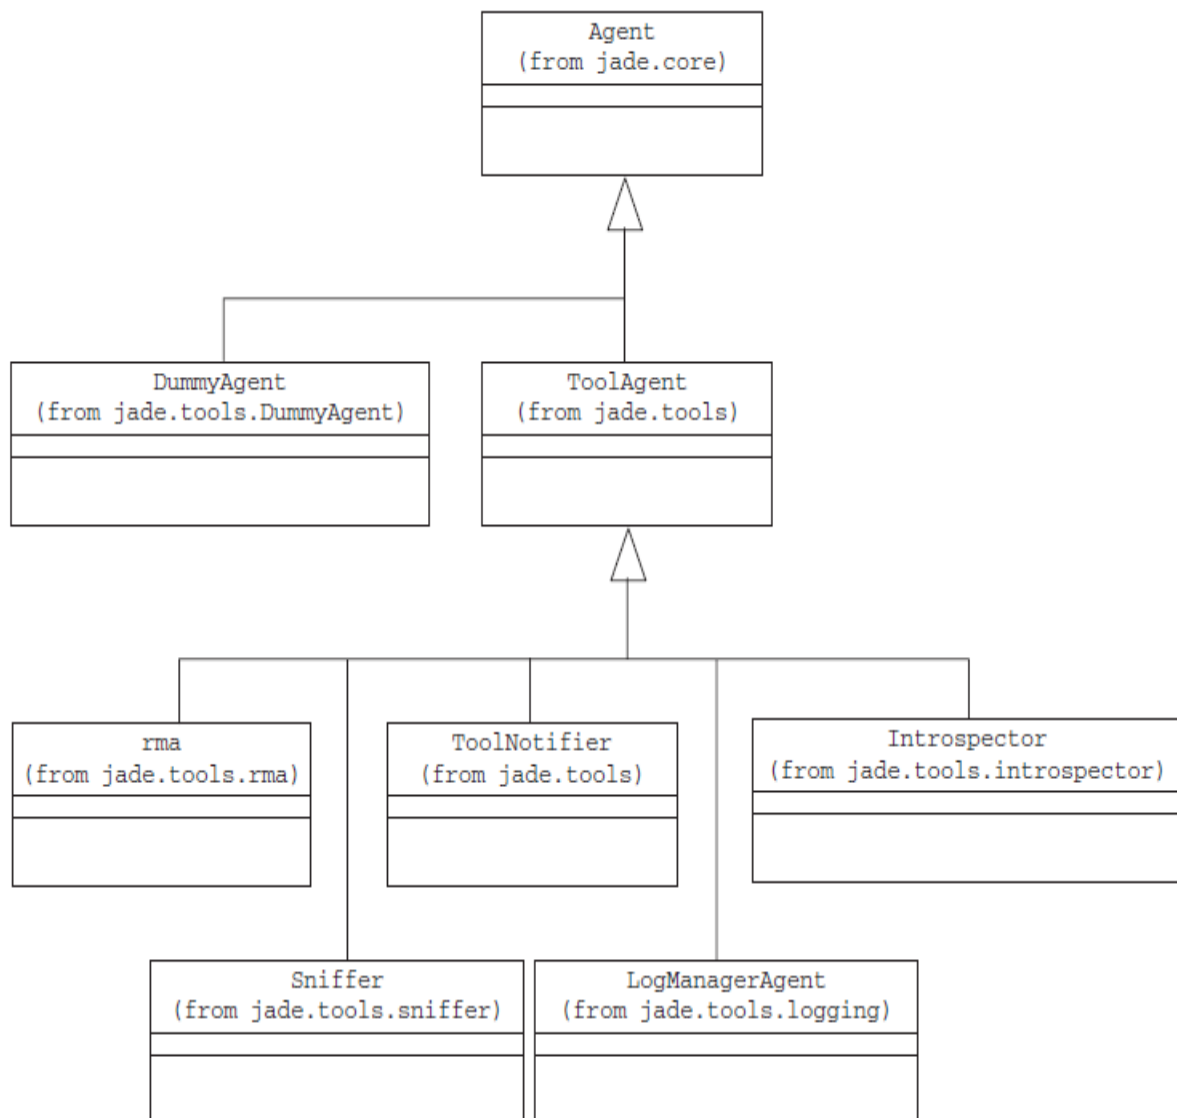 Agent
(from jade.core)
DummyAgent
(from jade.tools.DummyAgent)
ToolAgent
(from jade.tools)
rma
(from jade.tools.rma)
ToolNotifier
(from jade.tools)
Introspector
(from jade.tools.introspector)
Sniffer
(from jade.tools.sniffer)
LogManagerAgent
(from jade.tools.logging)